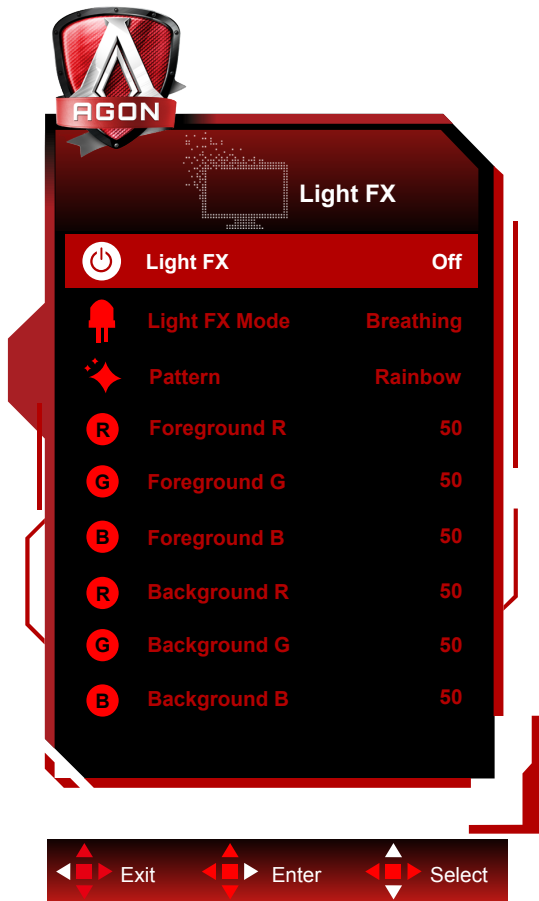 AGON
Light FX
Light FX Off
Light FX Mode Breathing
Pattern Rainbow
R Foreground R 50
G Foreground G 50
B Foreground B 50
R Background R 50
G Background G 50
B Background B 50
Exit Enter Select